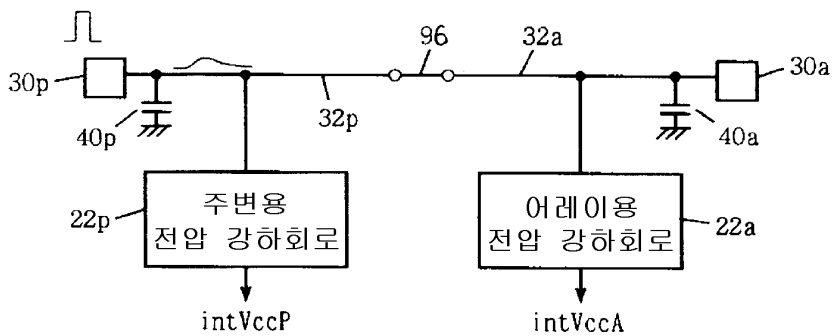 96
32a
30p
30a
40p
32p
40a
주변용
전압 강하회로
22p
어레이용
전압 강하회로
22a
intVccP
intVccA